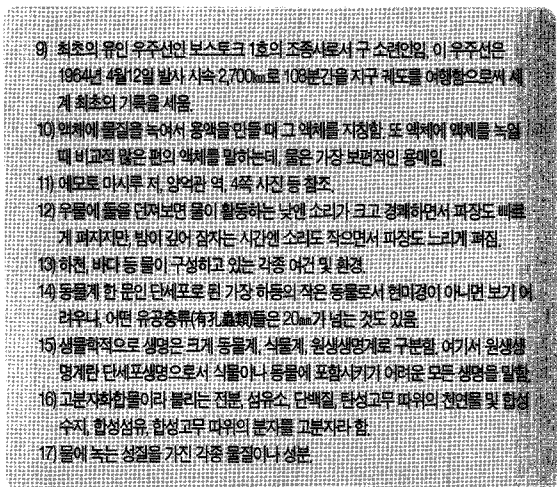 9) 최초의 유인 우주선인 보스토크 1호의 조종사로서 구 소련인임. 이 우주선은
1964년 4월12일 발사 시속 2,700㎞로 108분간을 지구 궤도를 여행함으로써 세
계 최초의 기록을 세움.
10) 액체에 물질을 녹여서 용액을 만들 때 그 액체를 지칭함. 또 액체에 액체를 녹일
때 비교적 많은 편의 액체를 말하는데, 물은 가장 보편적인 용매임.
11) 에모토 마사루 저, 양억관 역, 4쪽 사진 등 참조.
12) 우물에 돌을 던져보면 물이 활동하는 낮엔 소리가 크고 경쾌하면서 파장도 빠르
게 퍼지지만, 밤이 깊어 잠자는 시간엔 소리도 작으면서 파장도 느리게 퍼짐.
13) 하천, 바다 등 물이 구성하고 있는 각종 여건 및 환경.
14) 동물계 한 문인 단세포로 된 가장 하등의 작은 동물로서 현미경이 아니면 보기 어
려우나, 어떤 유공충류(有孔蟲類)들은 20㎜가 넘는 것도 있음.
15) 생물학적으로 생명은 크게 동물계, 식물계, 원생생명계로 구분함. 여기서 원생생
명계란 단세포생명으로서 식물이나 동물에 포함시키기 어려운 모든 생명을 말함.
16) 고분자화합물이라 불리는 전분, 섬유소, 단백질, 탄성고무 따위의 천연물 및 합성
수지, 합성섬유, 합성고무 따위의 분자를 고분자라 함.
17) 물에 녹는 성질을 가진 각종 물질이나 성분.